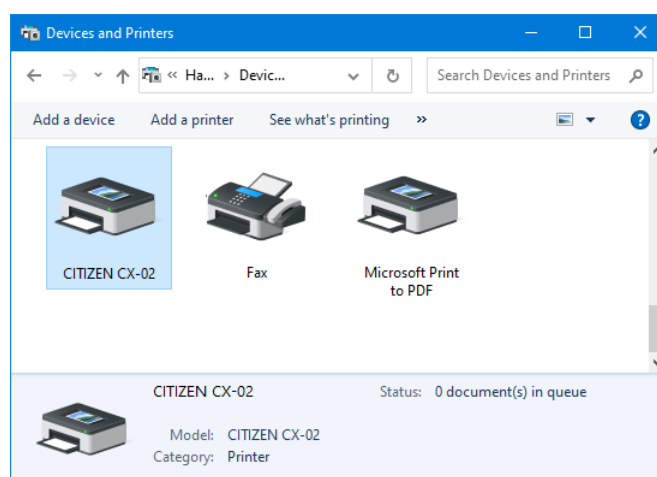 Devices and Printers
« Ha... › Devic...
Search Devices and Printers
Add a device Add a printer See what's printing »
CITIZEN CX-02 Fax Microsoft Print
to PDF
CITIZEN CX-02 Status: 0 document(s) in queue
Model: CITIZEN CX-02
Category: Printer